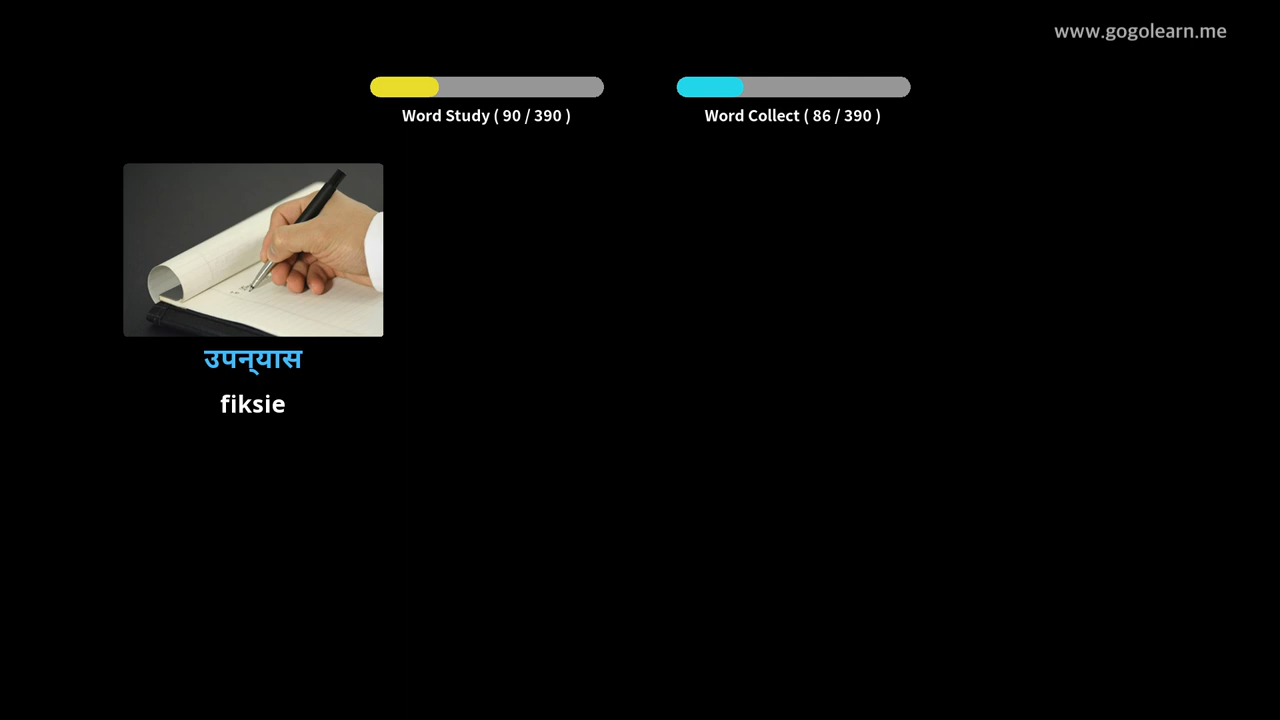 www.gogolearn.me
Word Study ( 90 / 390 )
Word Collect ( 86 / 390 )
उपन्यास
fiksie